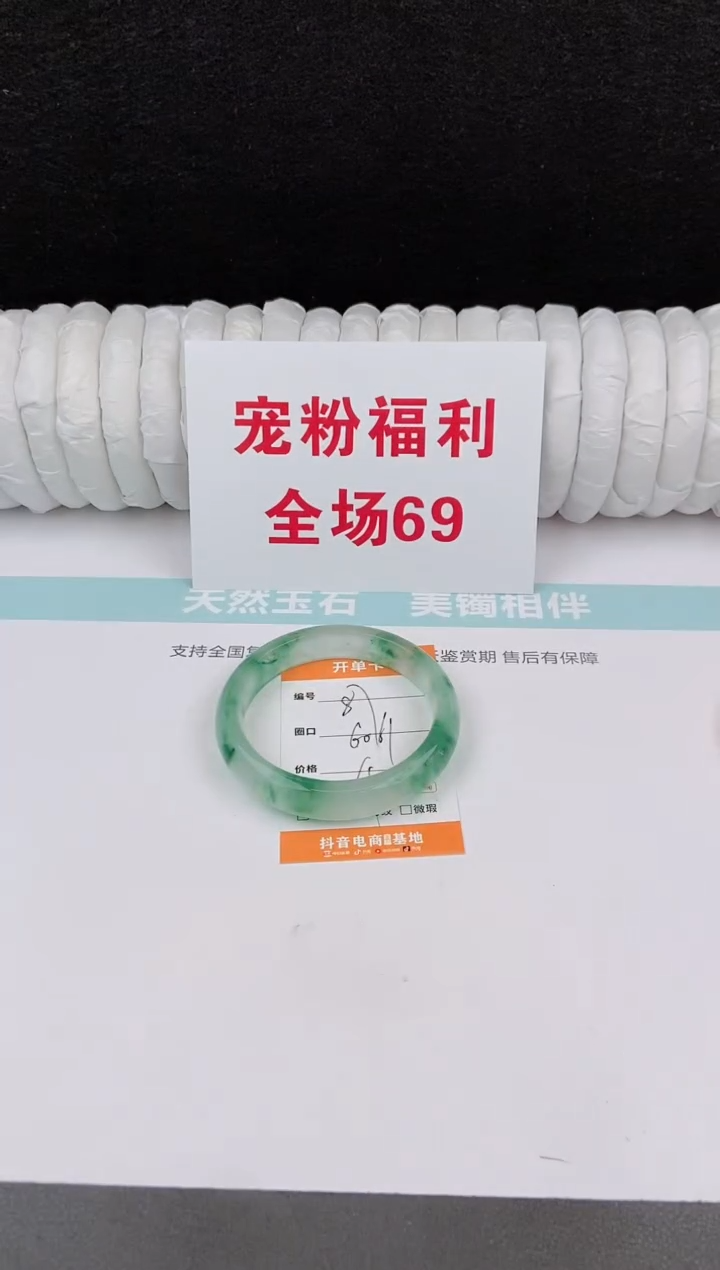 宠粉福利
全场69
天然玉石 美镯相伴
支持全国 鉴赏期 售后有保障
开单卡
编号 8
圈口 60
价格
微瑕
抖音电商 基地